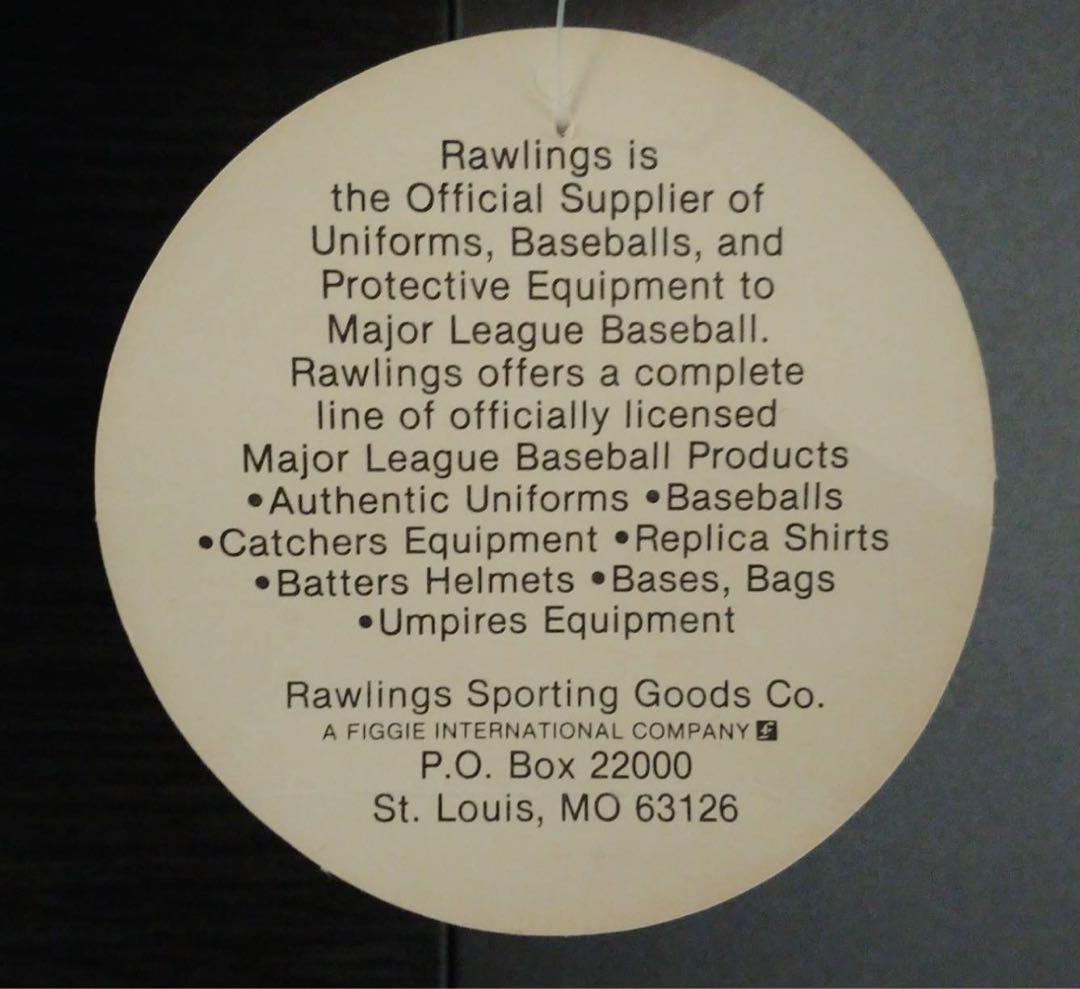 Rawlings is
the Official Supplier of
Uniforms, Baseballs, and
Protective Equipment to
Major League Baseball.
Rawlings offers a complete
line of officially licensed
Major League Baseball Products
•Authentic Uniforms •Baseballs
•Catchers Equipment •Replica Shirts
•Batters Helmets •Bases, Bags
•Umpires Equipment
Rawlings Sporting Goods Co.
A FIGGIE INTERNATIONAL COMPANY
P.O. Box 22000
St. Louis, MO 63126